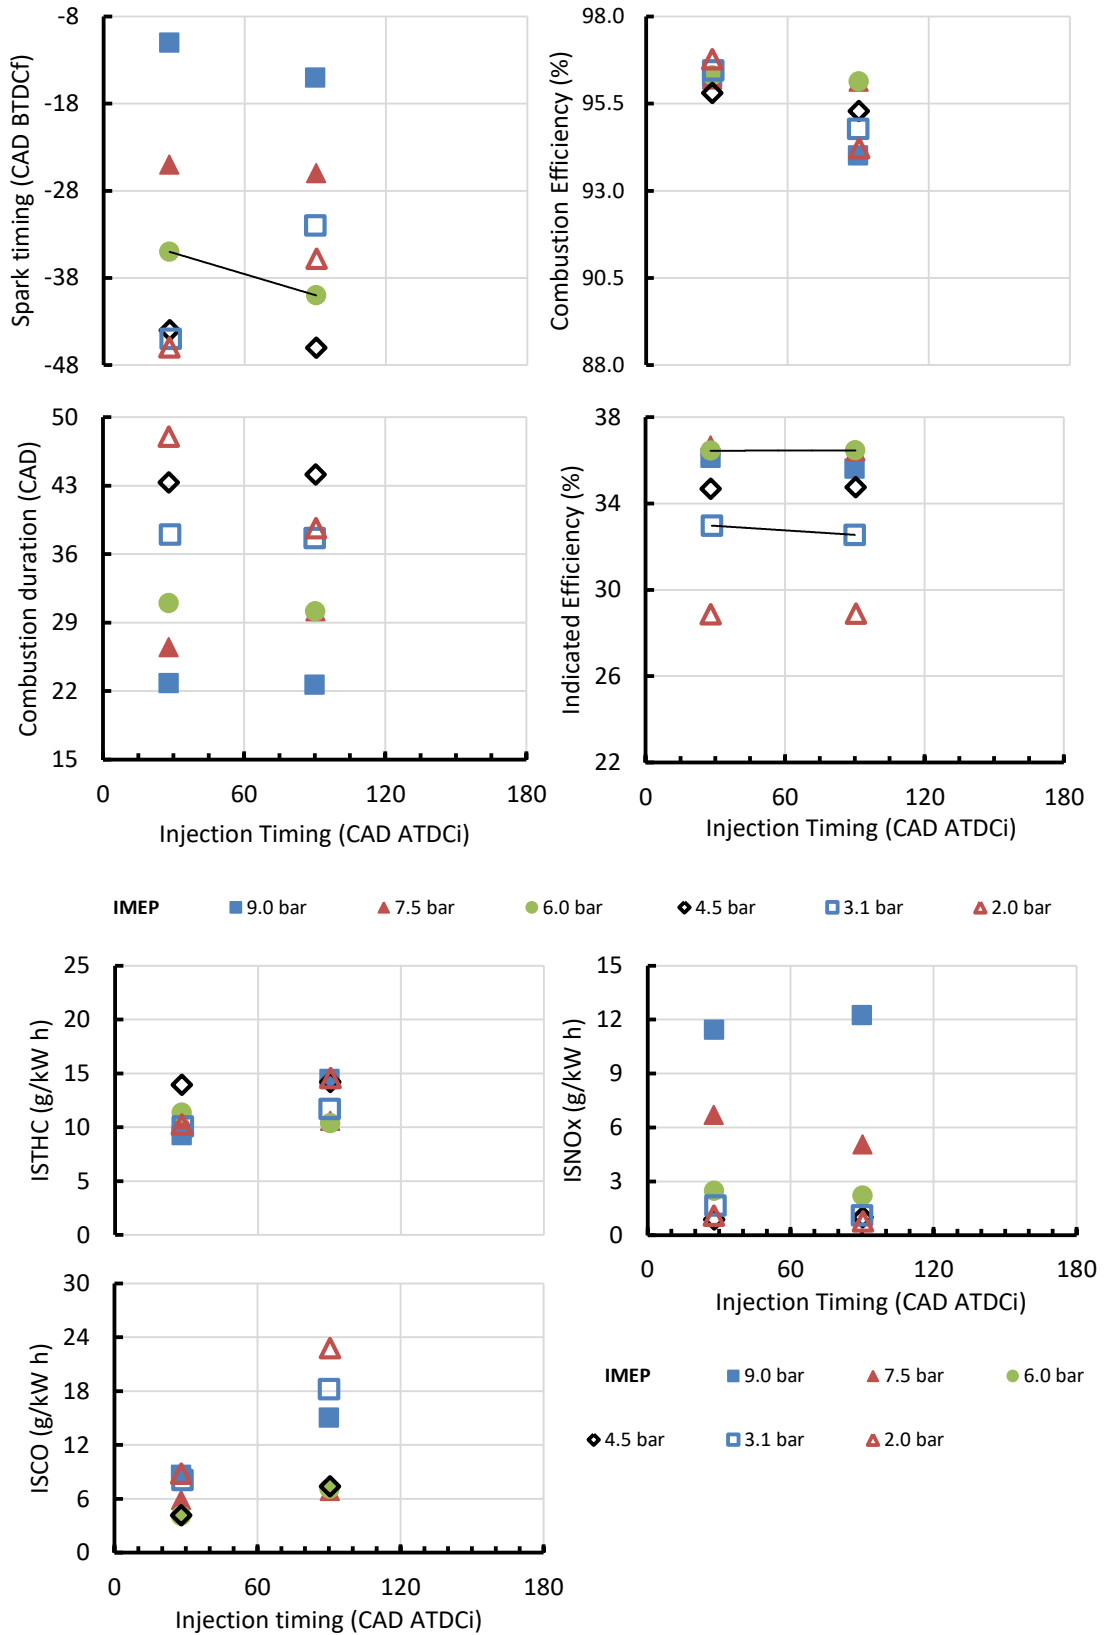 Spark timing (CAD BTDCf)
-8
-18
-28
-38
-48
Combustion Efficiency (%)
98.0
95.5
93.0
90.5
88.0
Combustion duration (CAD)
50
43
36
29
22
15
0 60 120 180
Injection Timing (CAD ATDCi)
Indicated Efficiency (%)
38
34
30
26
22
0 60 120 180
Injection Timing (CAD ATDCi)
IMEP 9.0 bar 7.5 bar 6.0 bar 4.5 bar 3.1 bar 2.0 bar
ISTHC (g/kW h)
25
20
15
10
5
0
ISNOx (g/kW h)
15
12
9
6
3
0
0 60 120 180
Injection Timing (CAD ATDCi)
ISCO (g/kW h)
30
24
18
12
6
0
0 60 120 180
Injection timing (CAD ATDCi)
IMEP 9.0 bar 7.5 bar 6.0 bar
4.5 bar 3.1 bar 2.0 bar